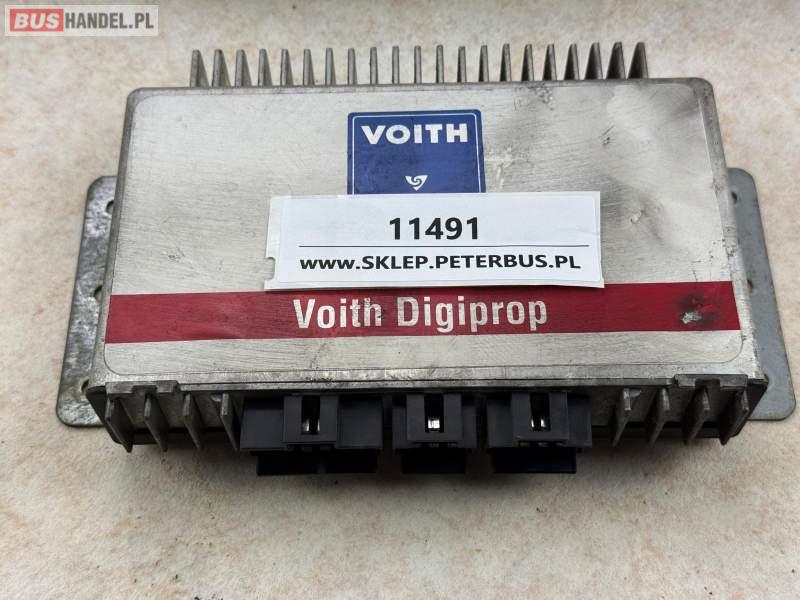 BUSHANDEL.PL
VOITH
11491
www.SKLEP.PETERBUS.PL
Voith Digiprop